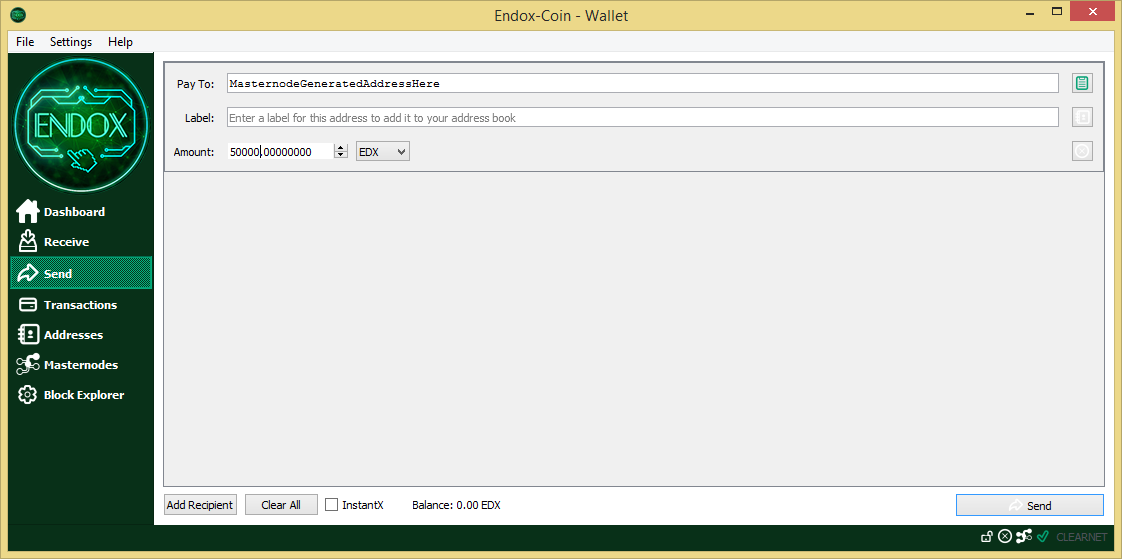 Endox-Coin - Wallet
File Settings Help
ENDOX
Dashboard
Receive
Send
Transactions
Addresses
Masternodes
Block Explorer
Pay To: MasternodeGeneratedAddressHere
Label: Enter a label for this address to add it to your address book
Amount: 50000,00000000 EDX
Add Recipient Clear All InstantX Balance: 0.00 EDX Send
CLEARNET